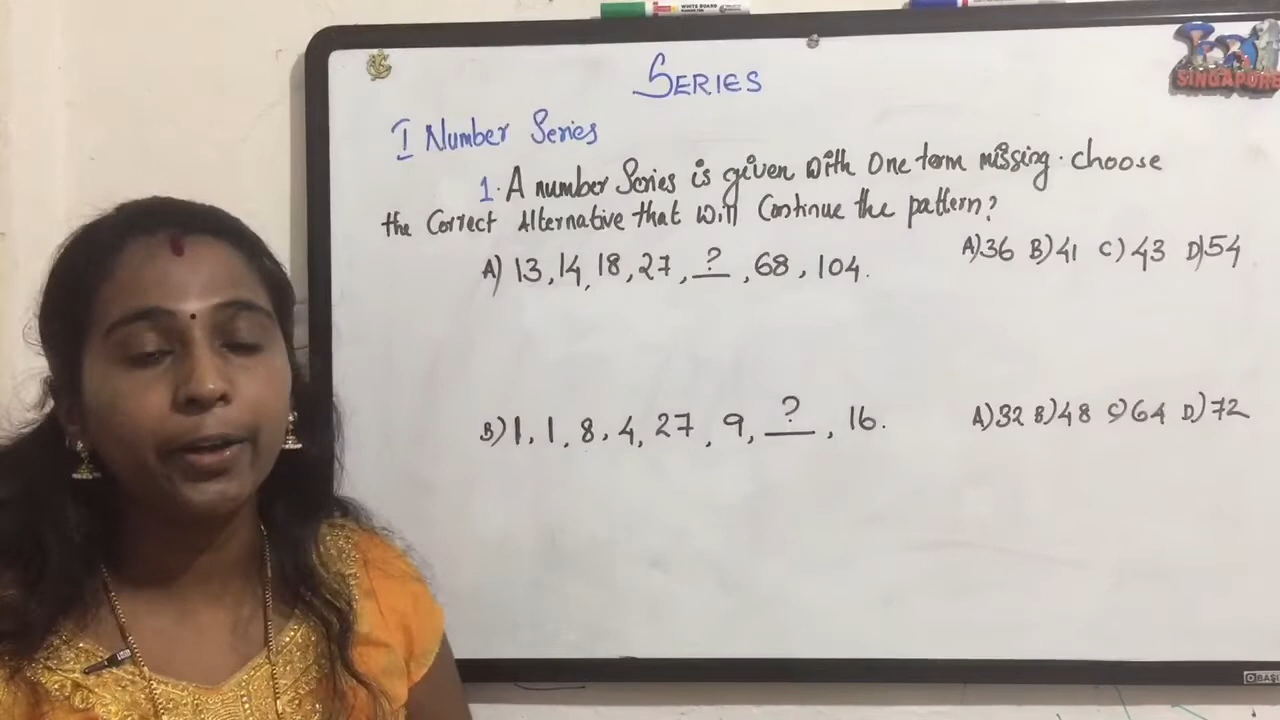 WHITE BOARD
SERIES
SINGAPORE
I Number Series
1. A number Series is given with One term missing. choose
the Correct Alternative that will Continue the pattern?
A) 13, 14, 18, 27, ?, 68, 104.
A) 36 B) 41 C) 43 D) 54
B) 1, 1, 8, 4, 27, 9, ?, 16.
A) 32 B) 48 C) 64 D) 72